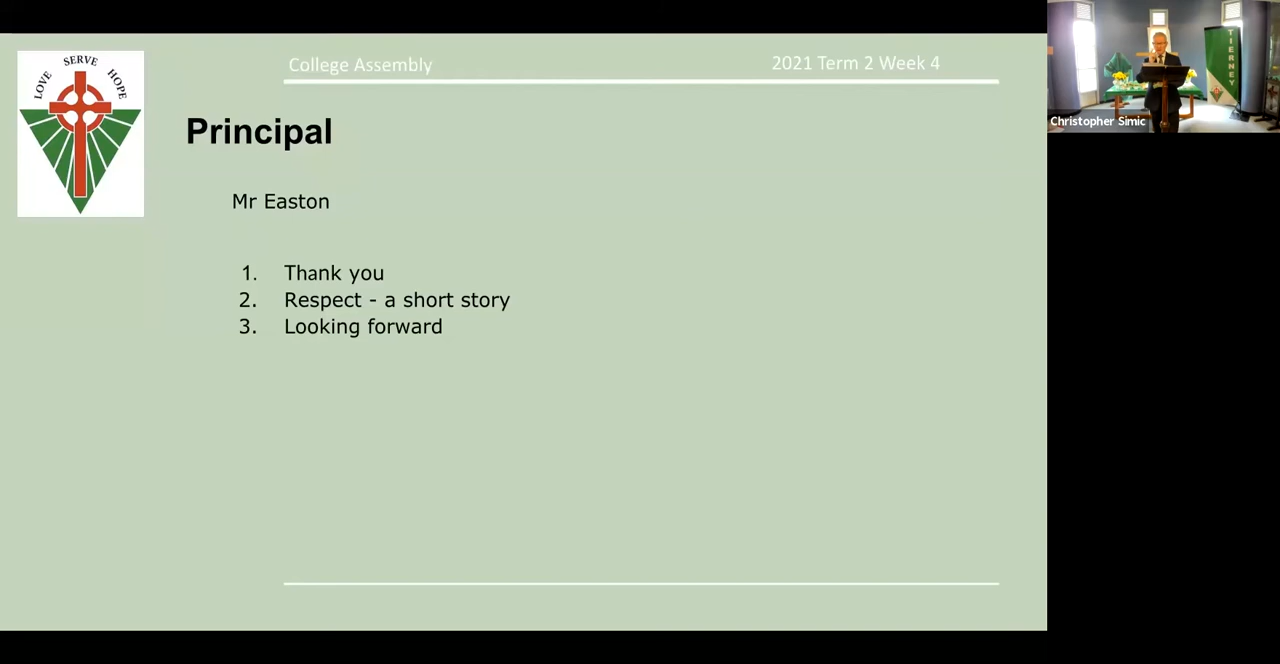 LOVE SERVE HOPE
College Assembly
2021 Term 2 Week 4
Principal
Mr Easton
1. Thank you
2. Respect - a short story
3. Looking forward
TIERNEY
Christopher Simic